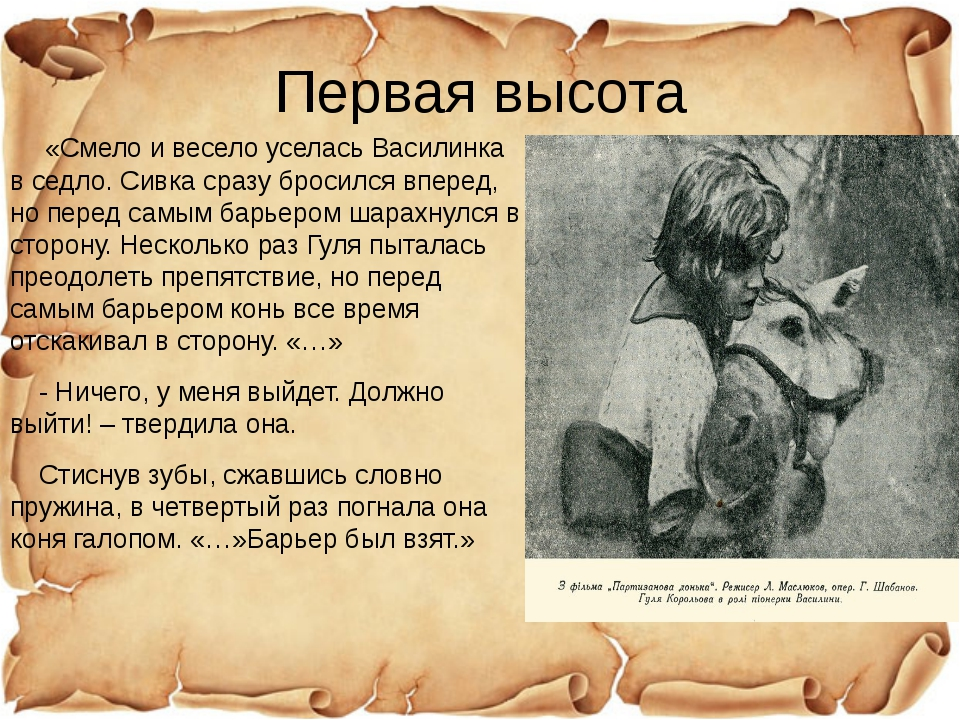 Первая высота
«Смело и весело уселась Василинка
в седло. Сивка сразу бросился вперед,
но перед самым барьером шарахнулся в
сторону. Несколько раз Гуля пыталась
преодолеть препятствие, но перед
самым барьером конь все время
отскакивал в сторону. «…»
- Ничего, у меня выйдет. Должно
выйти! – твердила она.
Стиснув зубы, сжавшись словно
пружина, в четвертый раз погнала она
коня галопом. «…»Барьер был взят.»
З фільма „Партизанова донька“. Режисер Л. Маслюков, опер. Г. Шабанов.
Гуля Корольова в ролі піонерки Василини.